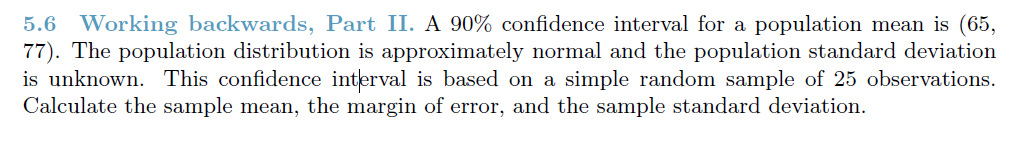 5.6 Working backwards, Part II. A 90% confidence interval for a population mean is (65,
77). The population distribution is approximately normal and the population standard deviation
is unknown. This confidence interval is based on a simple random sample of 25 observations.
Calculate the sample mean, the margin of error, and the sample standard deviation.